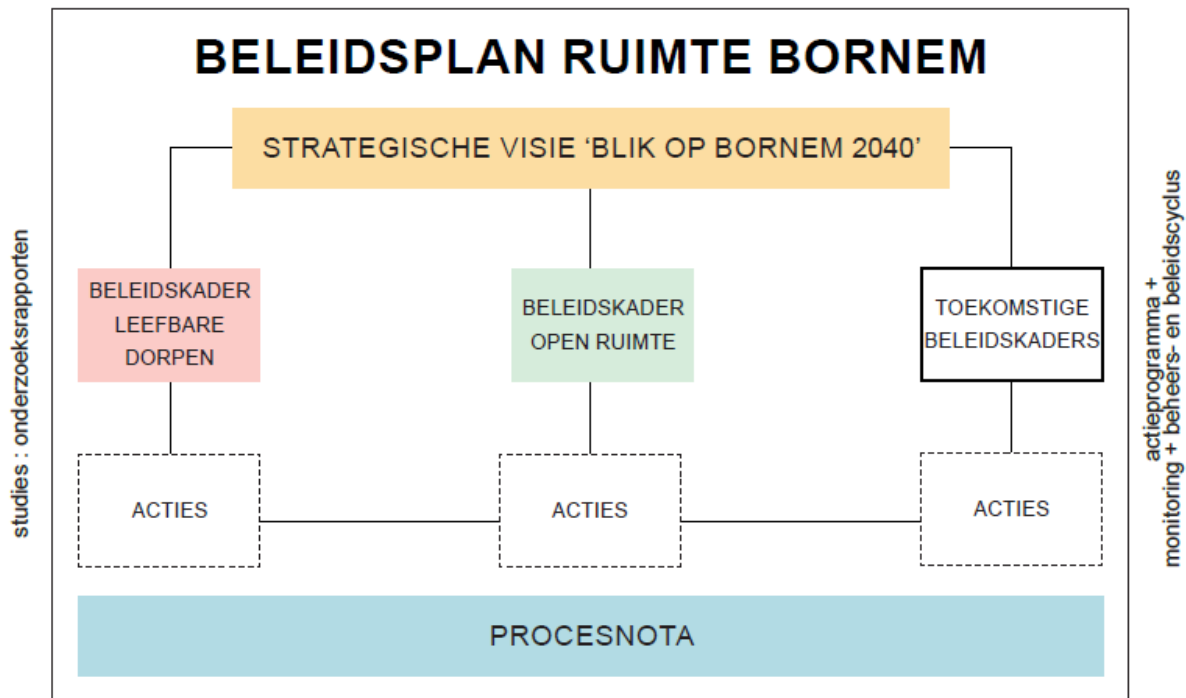 BELEIDSPLAN RUIMTE BORNEM
STRATEGISCHE VISIE ‘BLIK OP BORNEM 2040’
studies : onderzoeksrapporten
BELEIDSKADER
LEEFBARE
DORPEN
BELEIDSKADER
OPEN RUIMTE
TOEKOMSTIGE
BELEIDSKADERS
ACTIES
ACTIES
ACTIES
PROCESNOTA
actieprogramma +
monitoring + beheers- en beleidscyclus